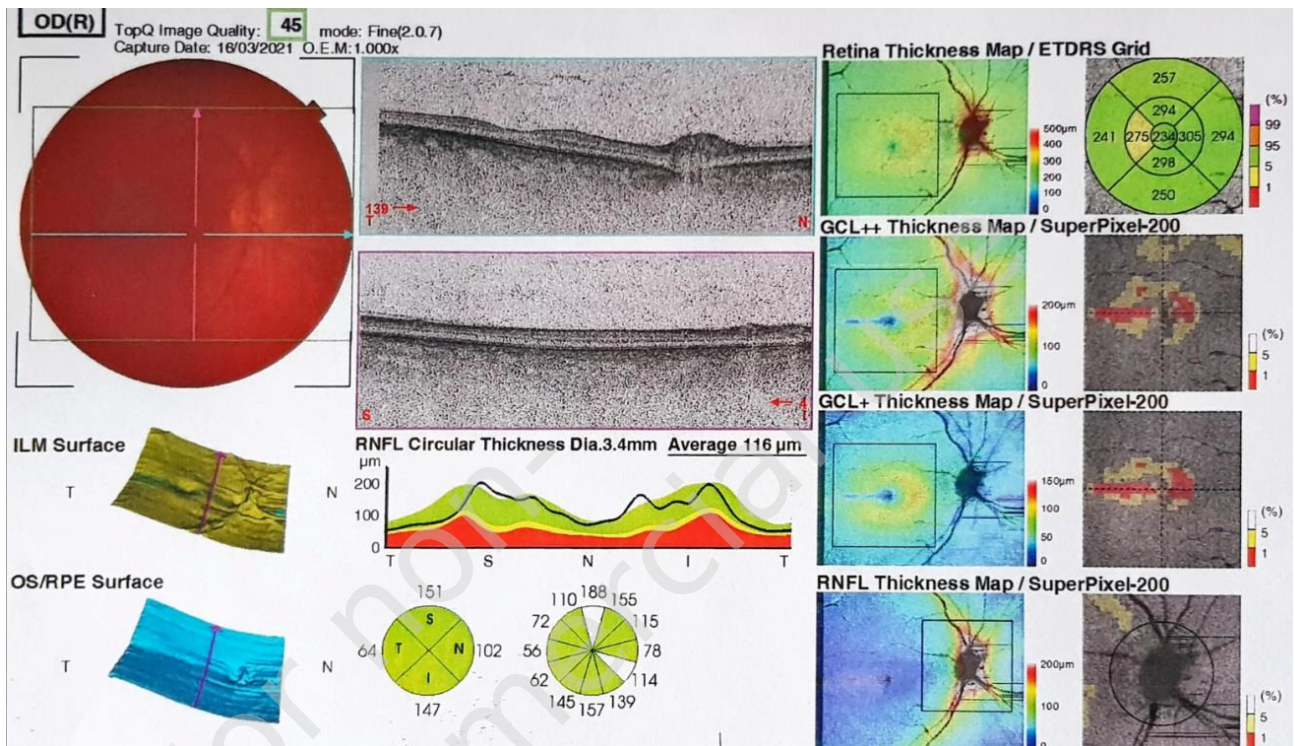 OD(R)
TopQ Image Quality: 45 mode: Fine(2.0.7)
Capture Date: 16/03/2021 O.E.M:1.000x
139
T
N
S
4
ILM Surface
T
N
OS/RPE Surface
T
N
RNFL Circular Thickness Dia.3.4mm Average 116 µm
µm
200
100
0
T S N I T
151
64 T S N I 102
147
188
110 155
72 115
56 78
62 114
145 139
157
Retina Thickness Map / ETDRS Grid
500µm
400
300
200
100
0
257
294
241 275 234 305 294
298
250
(%)
99
95
5
1
GCL++ Thickness Map / SuperPixel-200
200µm
100
0
(%)
5
1
GCL+ Thickness Map / SuperPixel-200
150µm
100
50
0
(%)
5
1
RNFL Thickness Map / SuperPixel-200
200µm
100
0
(%)
5
1